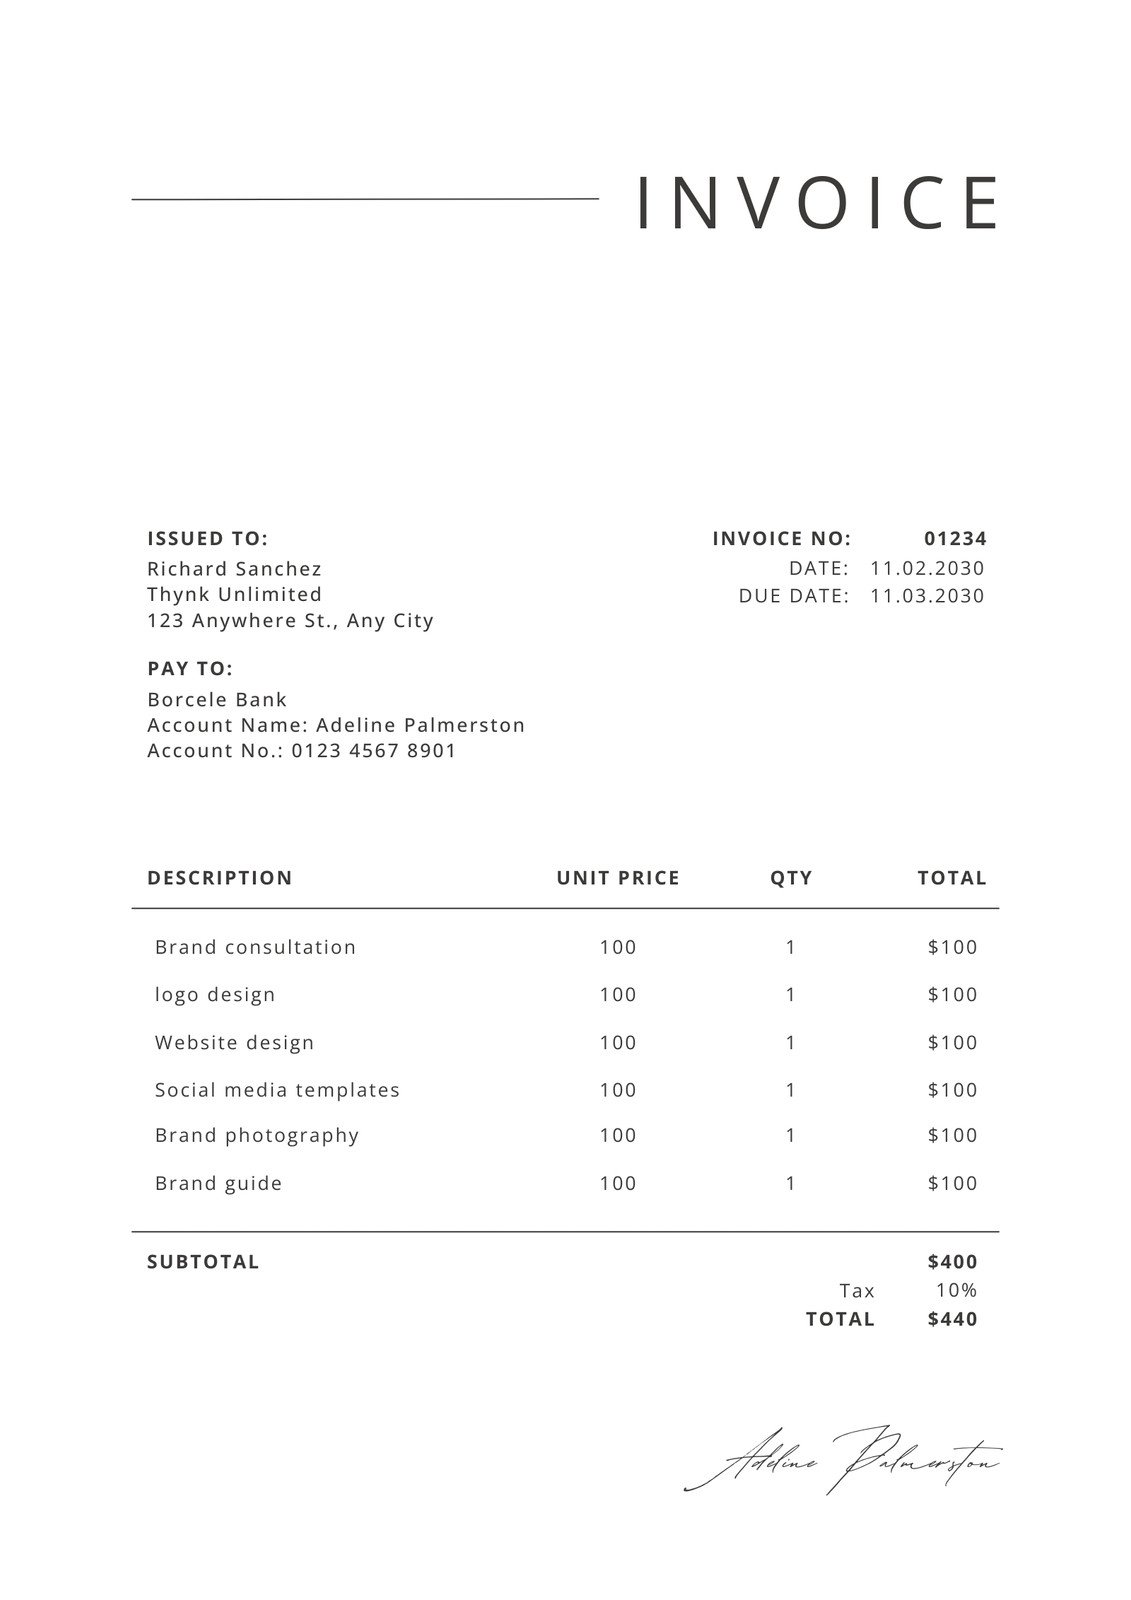 INVOICE
ISSUED TO:
Richard Sanchez
Thynk Unlimited
123 Anywhere St., Any City
INVOICE NO: 01234
DATE: 11.02.2030
DUE DATE: 11.03.2030
PAY TO:
Borcele Bank
Account Name: Adeline Palmerston
Account No.: 0123 4567 8901
DESCRIPTION UNIT PRICE QTY TOTAL
Brand consultation 100 1 $100
logo design 100 1 $100
Website design 100 1 $100
Social media templates 100 1 $100
Brand photography 100 1 $100
Brand guide 100 1 $100
SUBTOTAL $400
Tax 10%
TOTAL $440
Adeline Palmerston